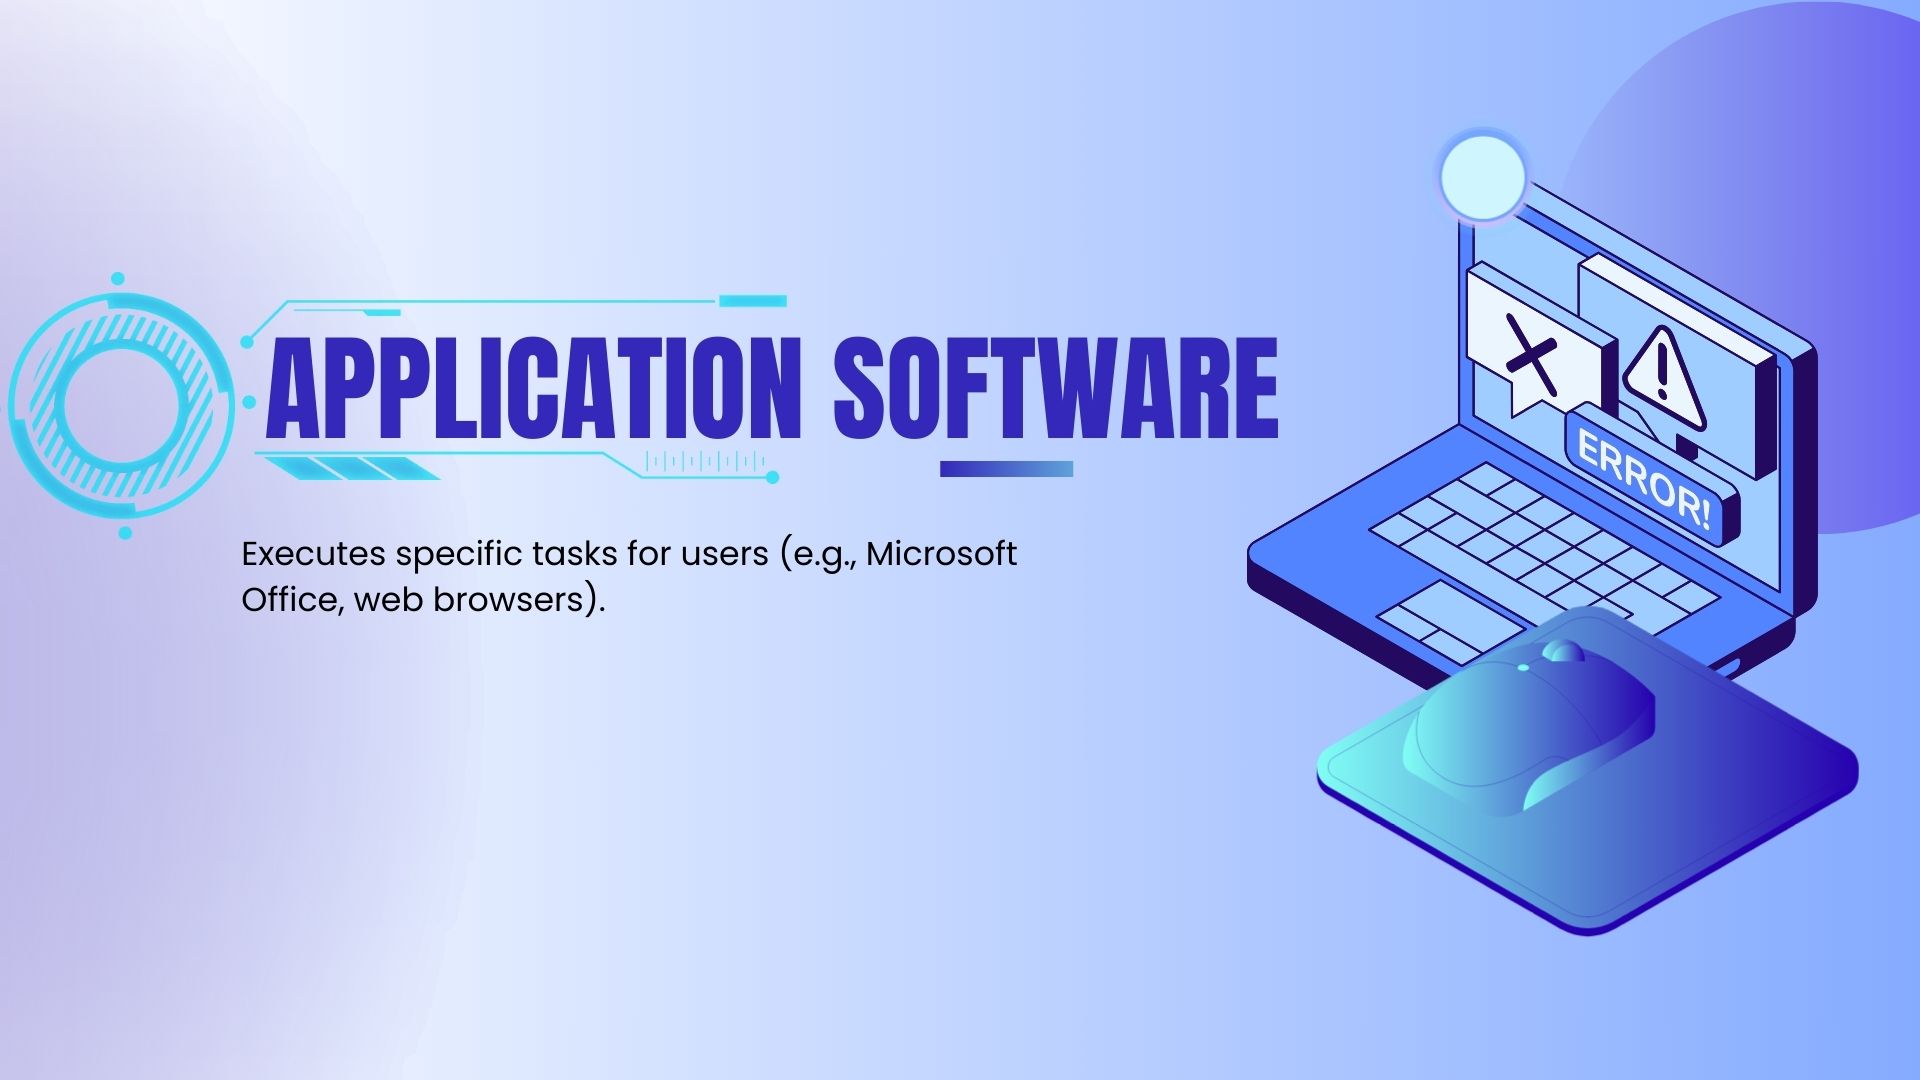 APPLICATION SOFTWARE
Executes specific tasks for users (e.g., Microsoft
Office, web browsers).
ERROR!